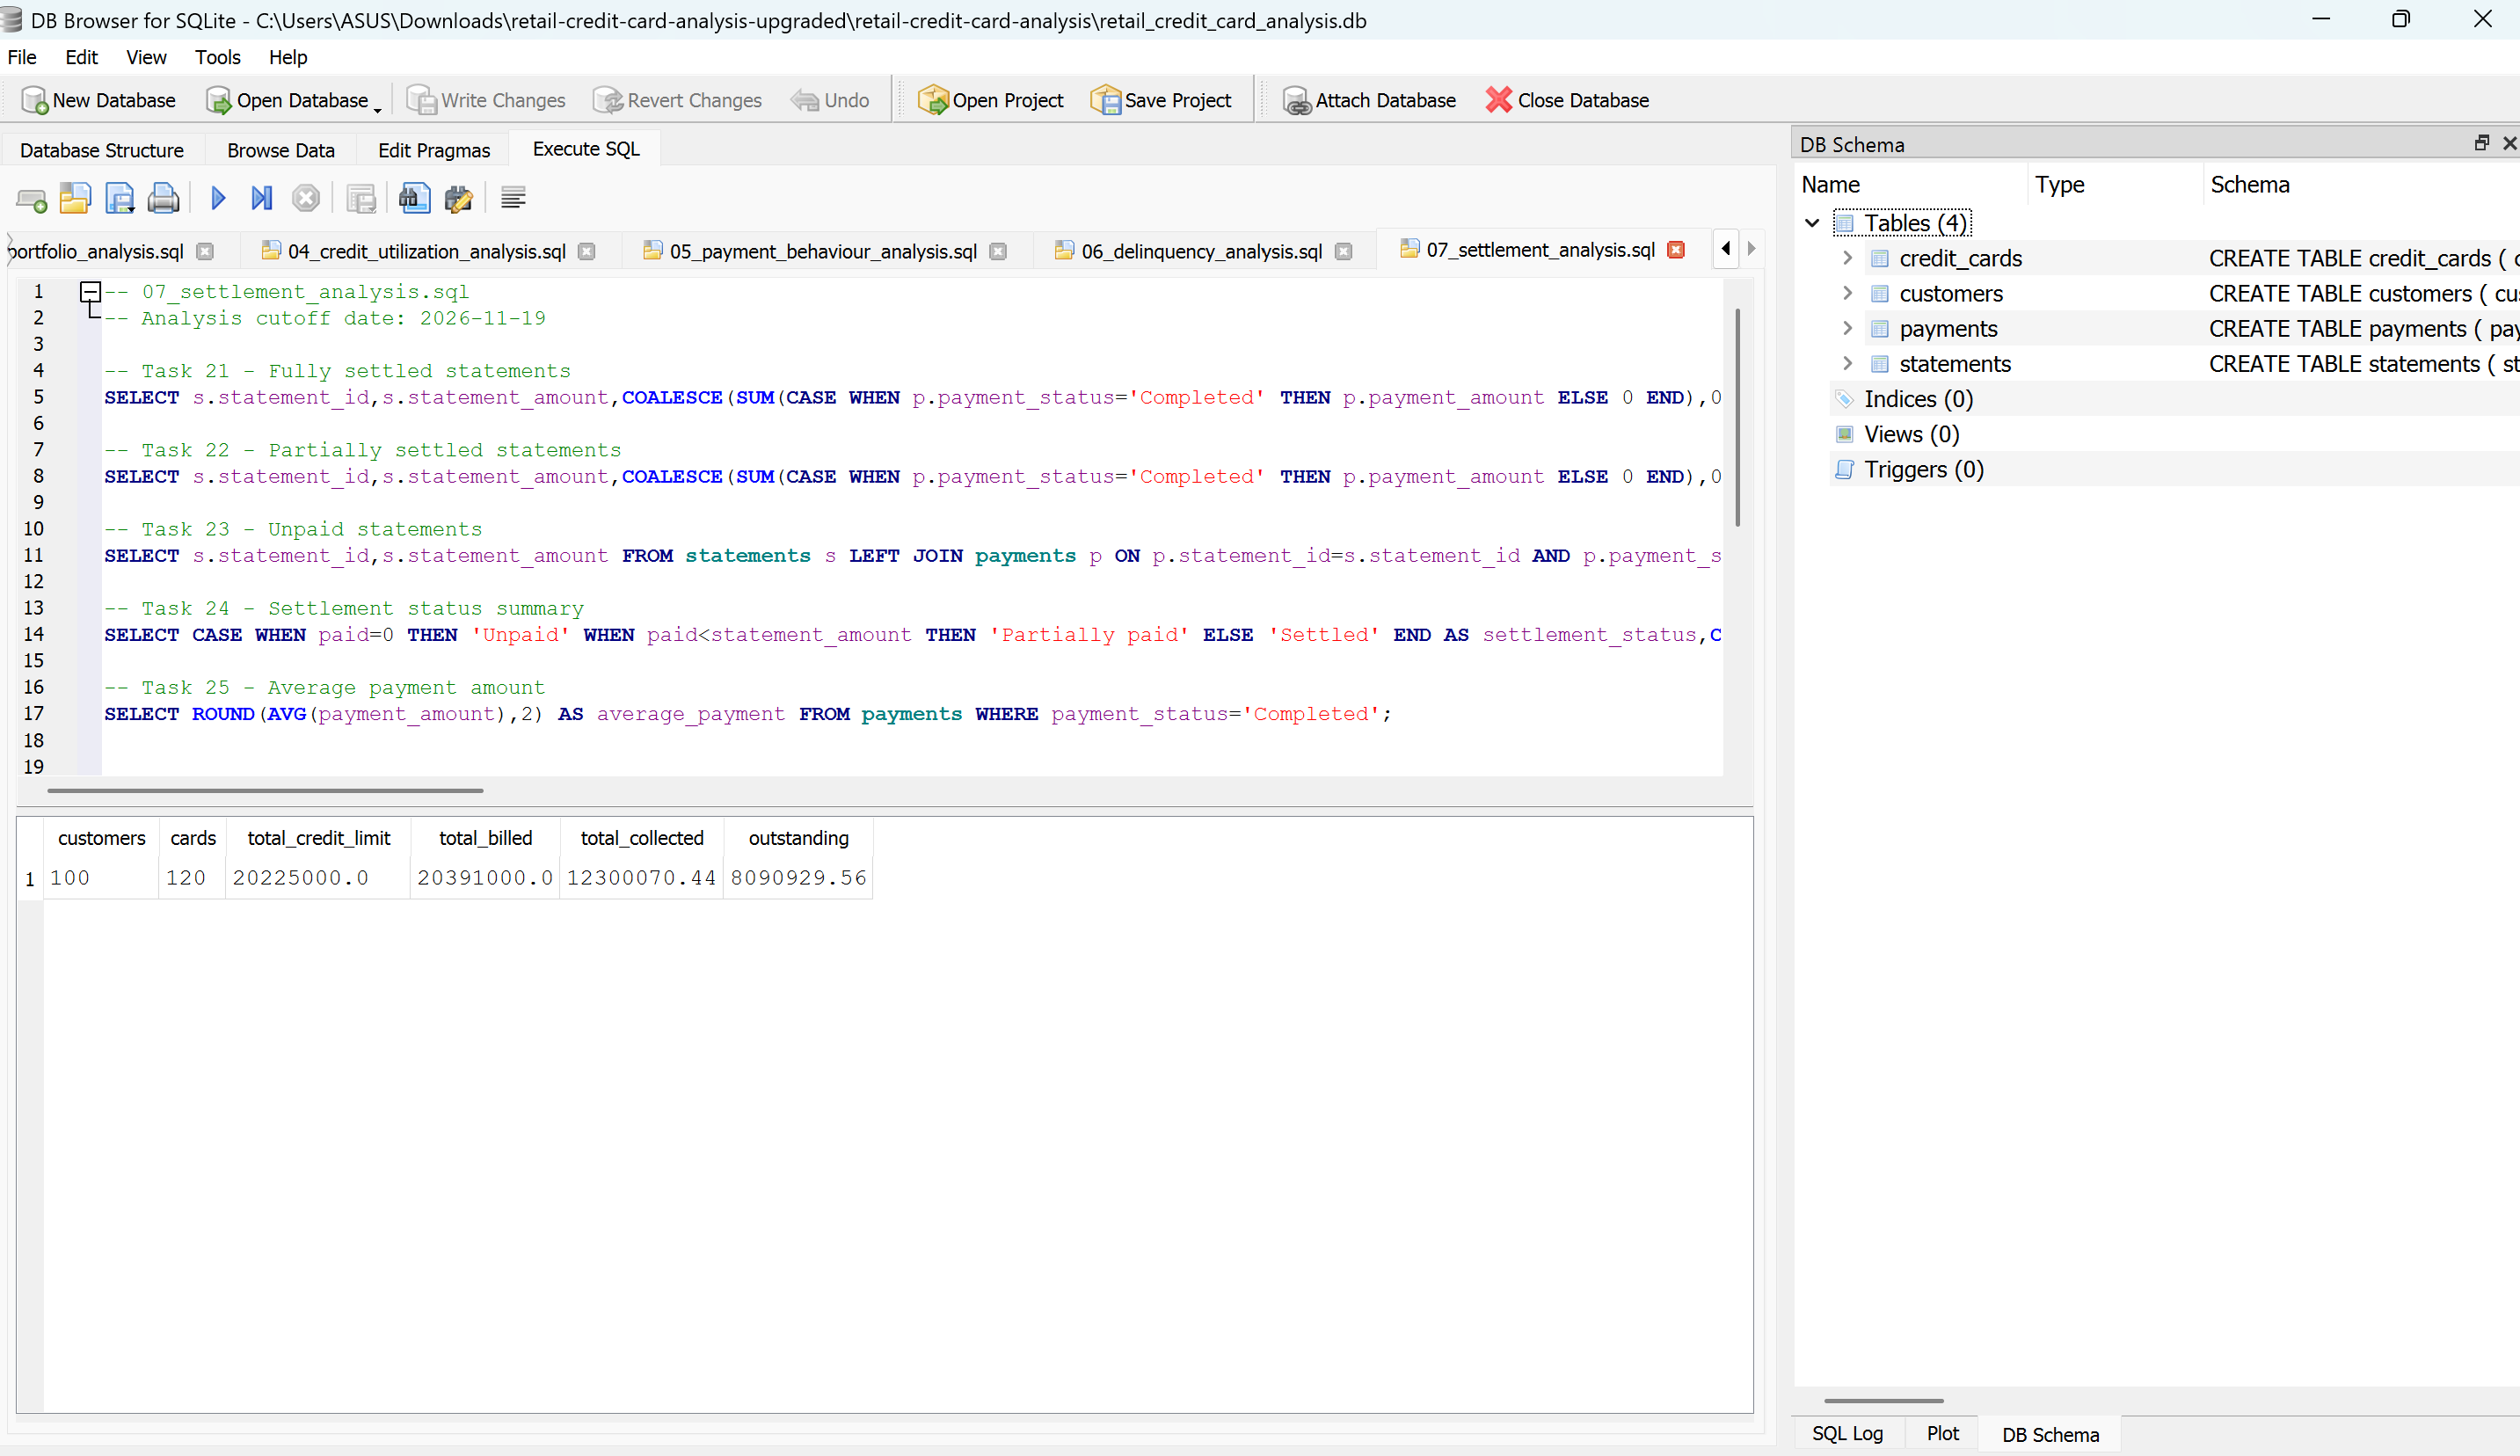 DB Browser for SQLite - C:\Users\ASUS\Downloads\retail-credit-card-analysis-upgraded\retail-credit-card-analysis\retail_credit_card_analysis.db
File Edit View Tools Help
New Database Open Database Write Changes Revert Changes Undo Open Project Save Project Attach Database Close Database
Database Structure Browse Data Edit Pragmas Execute SQL
portfolio_analysis.sql 04_credit_utilization_analysis.sql 05_payment_behaviour_analysis.sql 06_delinquency_analysis.sql 07_settlement_analysis.sql
1 -- 07_settlement_analysis.sql
2 -- Analysis cutoff date: 2026-11-19
3
4 -- Task 21 - Fully settled statements
5 SELECT s.statement_id,s.statement_amount,COALESCE(SUM(CASE WHEN p.payment_status='Completed' THEN p.payment_amount ELSE 0 END),0
6
7 -- Task 22 - Partially settled statements
8 SELECT s.statement_id,s.statement_amount,COALESCE(SUM(CASE WHEN p.payment_status='Completed' THEN p.payment_amount ELSE 0 END),0
9
10 -- Task 23 - Unpaid statements
11 SELECT s.statement_id,s.statement_amount FROM statements s LEFT JOIN payments p ON p.statement_id=s.statement_id AND p.payment_s
12
13 -- Task 24 - Settlement status summary
14 SELECT CASE WHEN paid=0 THEN 'Unpaid' WHEN paid<statement_amount THEN 'Partially paid' ELSE 'Settled' END AS settlement_status,C
15
16 -- Task 25 - Average payment amount
17 SELECT ROUND(AVG(payment_amount),2) AS average_payment FROM payments WHERE payment_status='Completed';
18
19
customers cards total_credit_limit total_billed total_collected outstanding
1 100 120 20225000.0 20391000.0 12300070.44 8090929.56
DB Schema
Name Type Schema
Tables (4)
credit_cards CREATE TABLE credit_cards ( c
customers CREATE TABLE customers ( cu
payments CREATE TABLE payments ( pay
statements CREATE TABLE statements ( st
Indices (0)
Views (0)
Triggers (0)
SQL Log Plot DB Schema